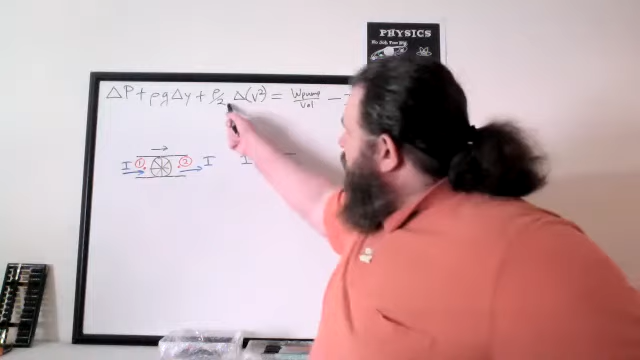 PHYSICS
ΔP + ρgΔy + ρ/2 Δ(v²) = Wpump/Vol − I
→
I ① ② I